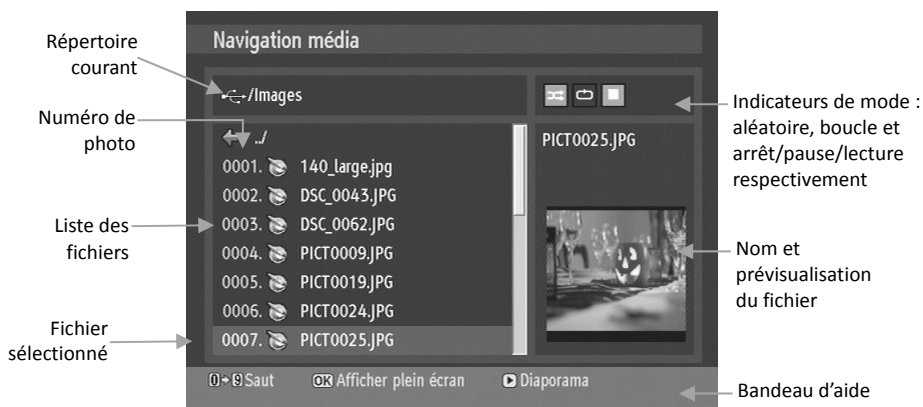 Navigation média
Répertoire
courant
/Images
Numéro de
photo
../
PICT0025.JPG
Indicateurs de mode :
aléatoire, boucle et
arrêt/pause/lecture
respectivement
0001. 140_large.jpg
0002. DSC_0043.JPG
0003. DSC_0062.JPG
Liste des
fichiers
0004. PICT0009.JPG
0005. PICT0019.JPG
0006. PICT0024.JPG
Nom et
prévisualisation
du fichier
Fichier
sélectionné
0007. PICT0025.JPG
0 9 Saut OK Afficher plein écran Diaporama
Bandeau d'aide